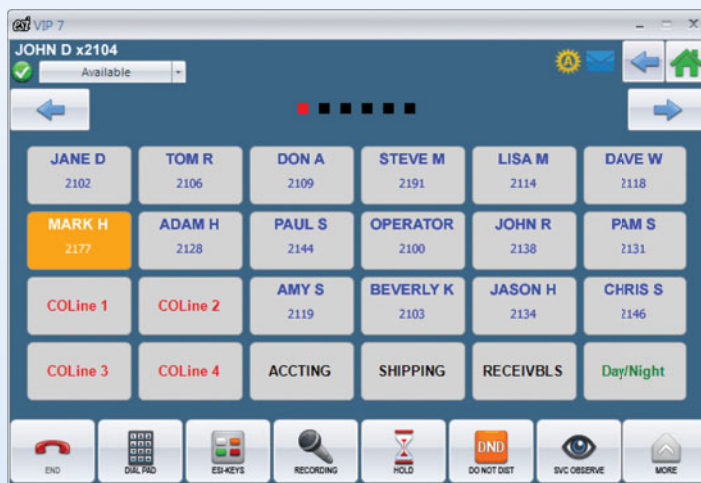 esi VIP 7
JOHN D x2104
Available
A
JANE D TOM R DON A STEVE M LISA M DAVE W
2102 2106 2109 2191 2114 2118
MARK H ADAM H PAUL S OPERATOR JOHN R PAM S
2177 2128 2144 2100 2138 2131
COLine 1 COLine 2 AMY S BEVERLY K JASON H CHRIS S
2119 2103 2134 2146
COLine 3 COLine 4 ACCTING SHIPPING RECEIVBLS Day/Night
DND
END DIAL PAD ESI-KEYS RECORDING HOLD DO NOT DIST SVC OBSERVE MORE